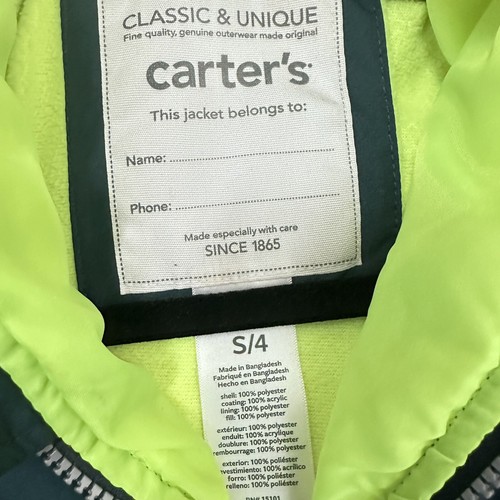 CLASSIC & UNIQUE
Fine quality, genuine outerwear made original
carter's
This jacket belongs to:
Name:
Phone:
Made especially with care
SINCE 1865
S/4
Made in Bangladesh
Fabriqué en Bangladesh
Hecho en Bangladesh
shell: 100% polyester
coating: 100% acrylic
lining: 100% polyester
fill: 100% polyester
extérieur: 100% polyester
enduit: 100% acrylique
doublure: 100% polyester
rembourrage: 100% polyester
exterior: 100% poliéster
revestimiento: 100% acrílico
forro: 100% poliéster
relleno: 100% poliéster